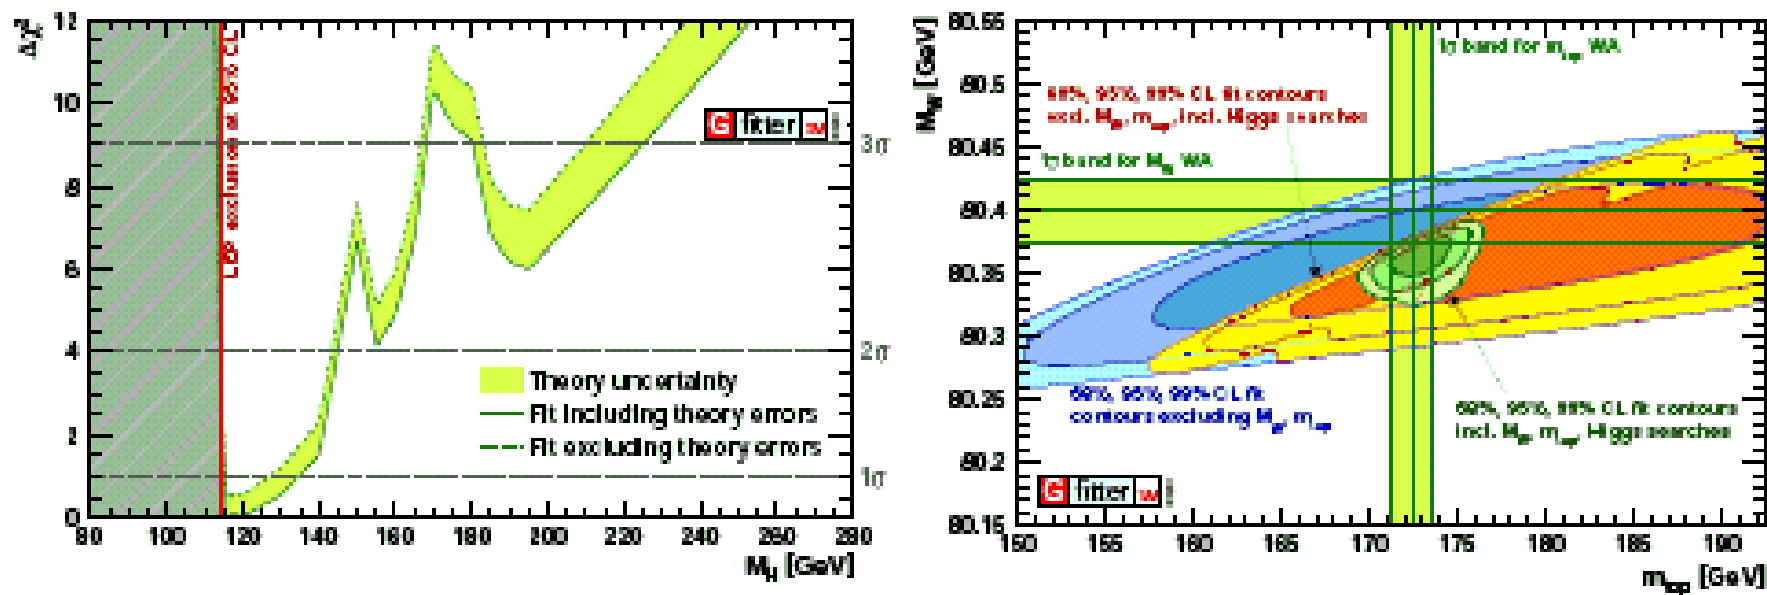 Δχ²
12
10
8
6
4
2
0
LEP exclusion at 95% CL
G fitter SM
3σ
2σ
1σ
Theory uncertainty
Fit including theory errors
Fit excluding theory errors
80 100 120 140 160 180 200 220 240 260 280
M_H [GeV]
M_W [GeV]
80.55
80.5
80.45
80.4
80.35
80.3
80.25
80.2
80.15
1σ band for m_top WA
68%, 95%, 99% CL fit contours
excl. M_W, m_top, incl. Higgs searches
1σ band for M_W WA
68%, 95%, 99% CL fit
contours excluding M_W, m_top
68%, 95%, 99% CL fit contours
incl. M_W, m_top, Higgs searches
G fitter SM
150 155 160 165 170 175 180 185 190
m_top [GeV]